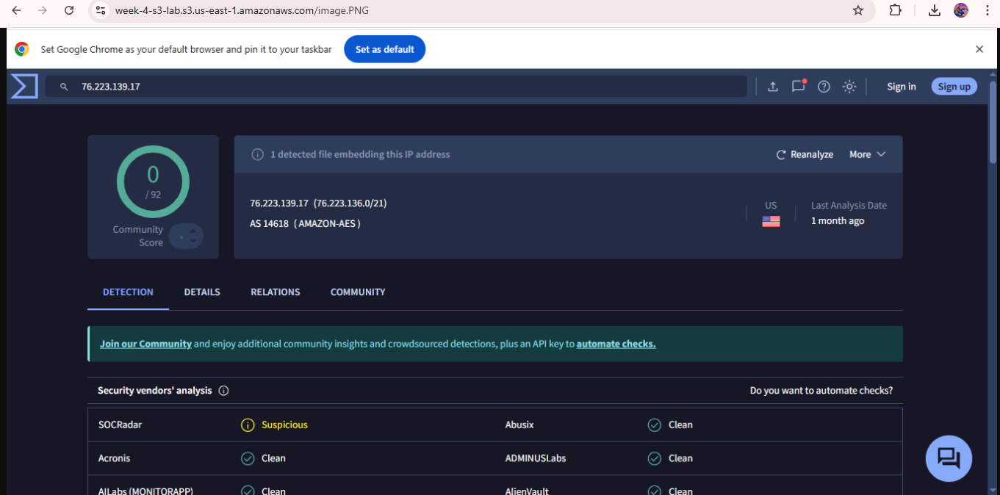 week-4-s3-lab.s3.us-east-1.amazonaws.com/image.PNG
Set Google Chrome as your default browser and pin it to your taskbar Set as default
76.223.139.17 Sign in Sign up
0
/ 92
Community
Score
1 detected file embedding this IP address Reanalyze More
76.223.139.17 (76.223.136.0/21)
AS 14618 ( AMAZON-AES )
US
Last Analysis Date
1 month ago
DETECTION DETAILS RELATIONS COMMUNITY
Join our Community and enjoy additional community insights and crowdsourced detections, plus an API key to automate checks.
Security vendors' analysis Do you want to automate checks?
SOCRadar Suspicious Abusix Clean
Acronis Clean ADMINUSLabs Clean
AILabs (MONITORAPP) Clean AlienVault Clean